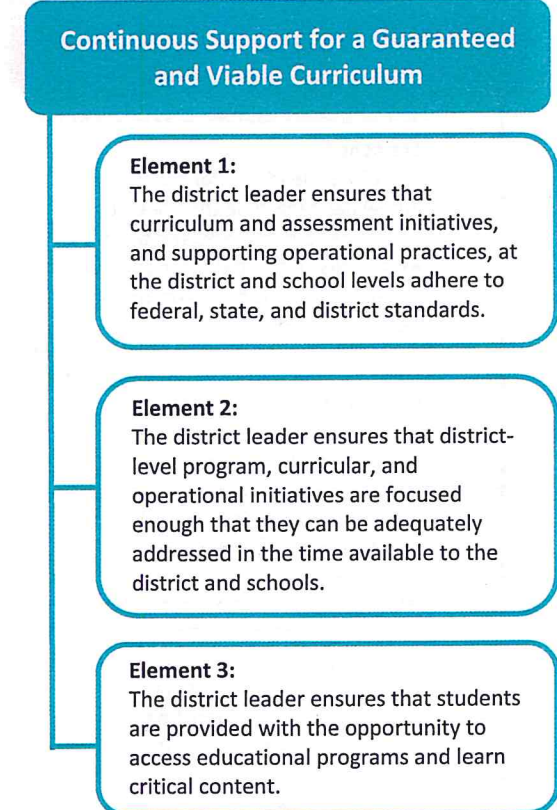 Continuous Support for a Guaranteed
and Viable Curriculum
Element 1:
The district leader ensures that
curriculum and assessment initiatives,
and supporting operational practices, at
the district and school levels adhere to
federal, state, and district standards.
Element 2:
The district leader ensures that district-
level program, curricular, and
operational initiatives are focused
enough that they can be adequately
addressed in the time available to the
district and schools.
Element 3:
The district leader ensures that students
are provided with the opportunity to
access educational programs and learn
critical content.